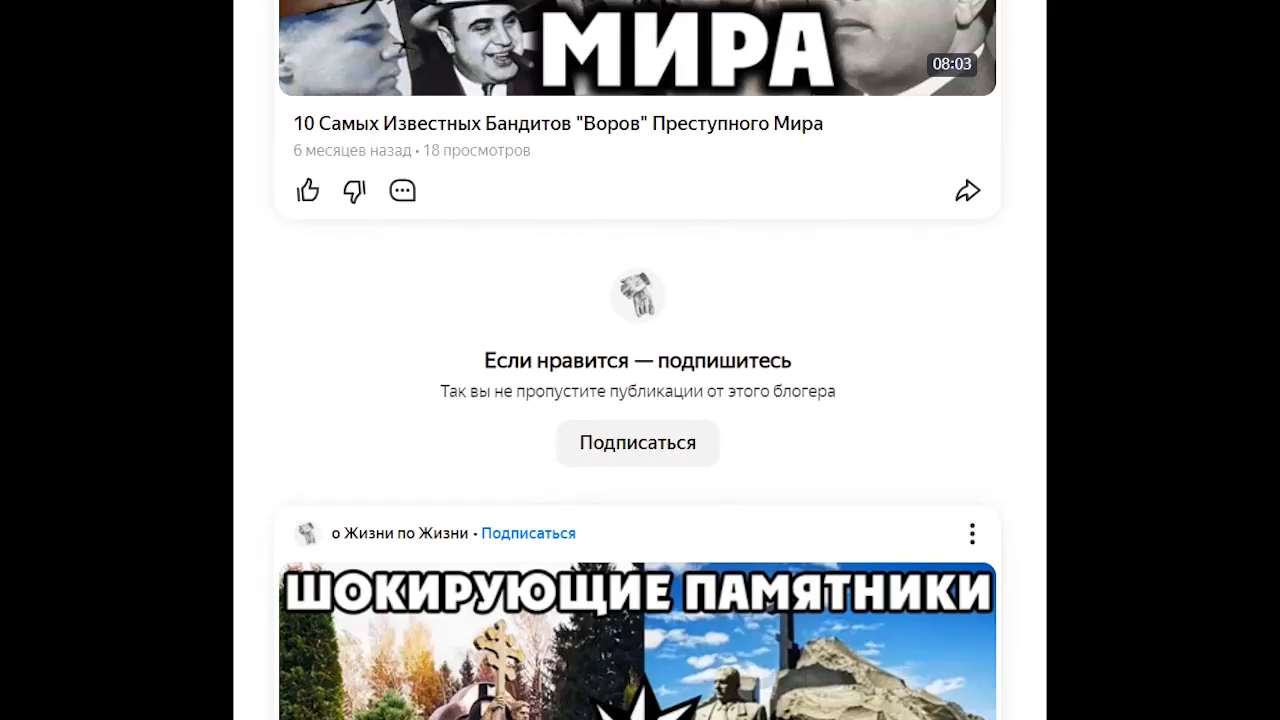 МИРА
08:03
10 Самых Известных Бандитов "Воров" Преступного Мира
6 месяцев назад • 18 просмотров
Если нравится — подпишитесь
Так вы не пропустите публикации от этого блогера
Подписаться
о Жизни по Жизни • Подписаться
ШОКИРУЮЩИЕ ПАМЯТНИКИ